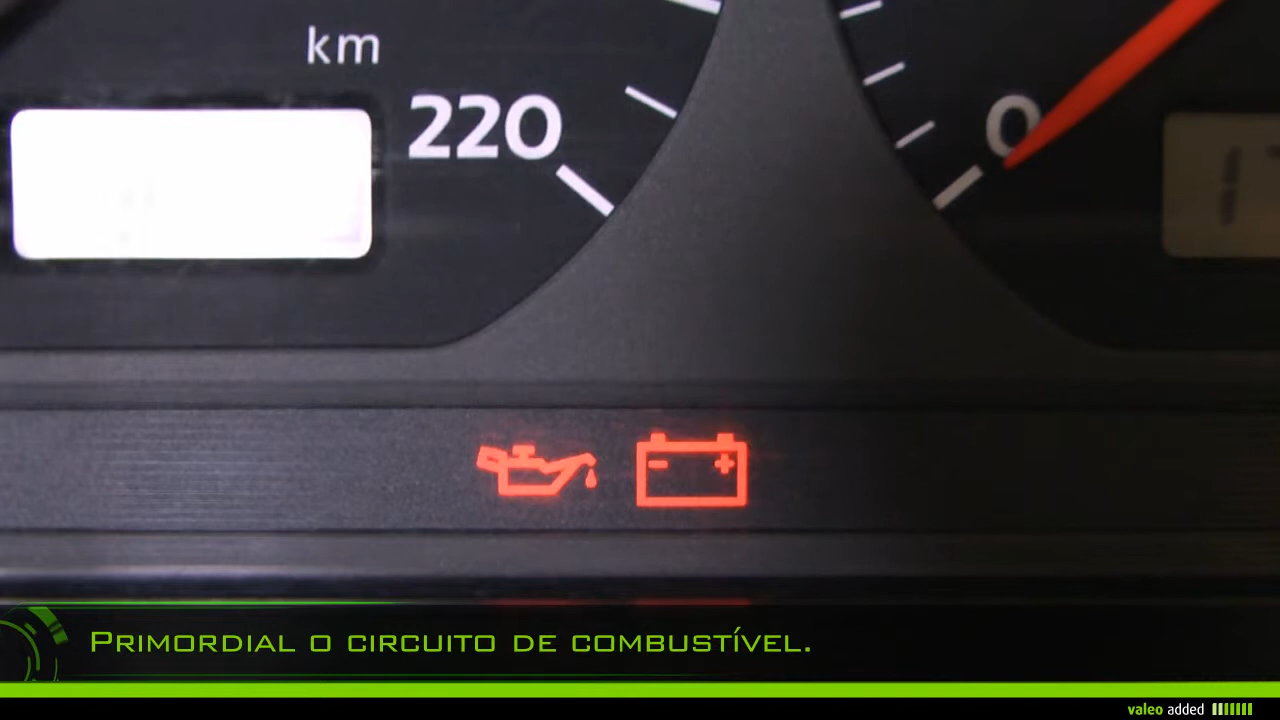 km
220
0
- +
PRIMORDIAL O CIRCUITO DE COMBUSTÍVEL.
valeo added